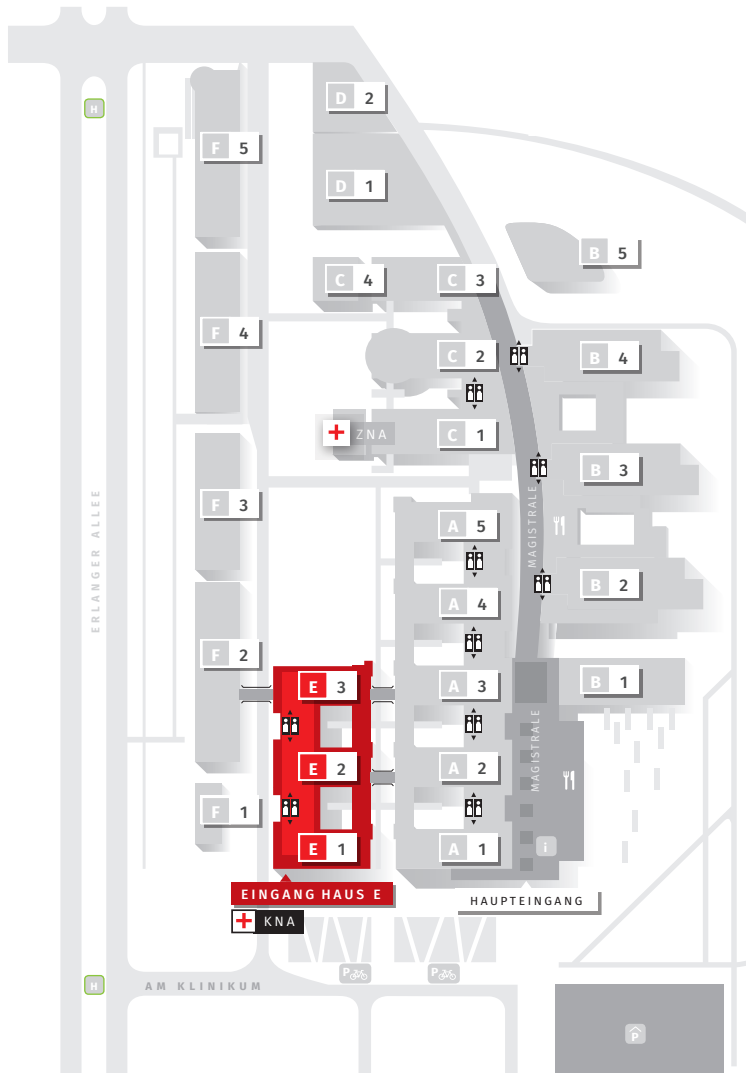 D 2
H
F 5
D 1
B 5
C 4
C 3
F 4
C 2
B 4
ZNA
C 1
B 3
F 3
A 5
MAGISTRALE
ERLANGER ALLEE
B 2
A 4
F 2
E 3
A 3
B 1
E 2
A 2
MAGISTRALE
F 1
E 1
A 1
i
EINGANG HAUS E
HAUPTEINGANG
KNA
P
P
H
AM KLINIKUM
P